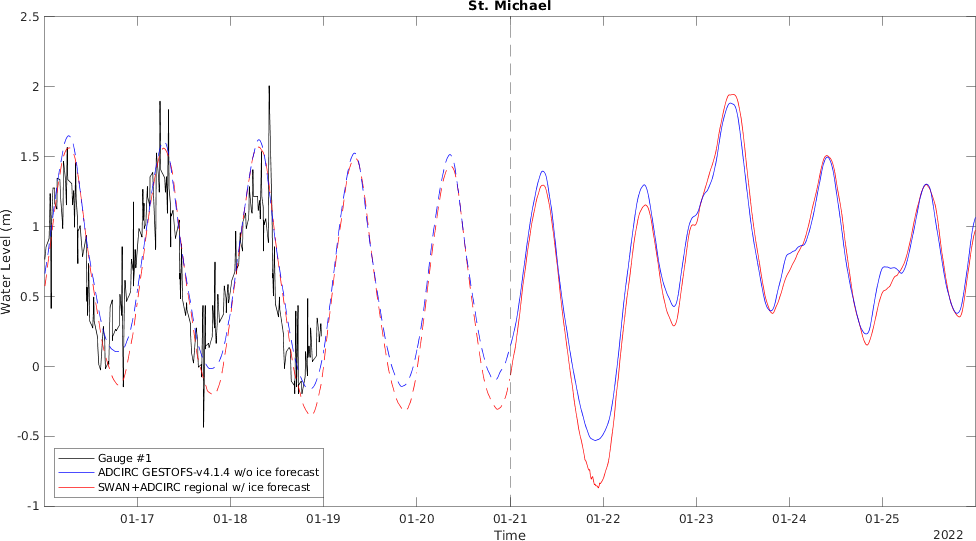 St. Michael
2.5
2
1.5
1
0.5
0
-0.5
-1
Water Level (m)
Gauge #1
ADCIRC GESTOFS-v4.1.4 w/o ice forecast
SWAN+ADCIRC regional w/ ice forecast
01-17 01-18 01-19 01-20 01-21 01-22 01-23 01-24 01-25
Time
2022